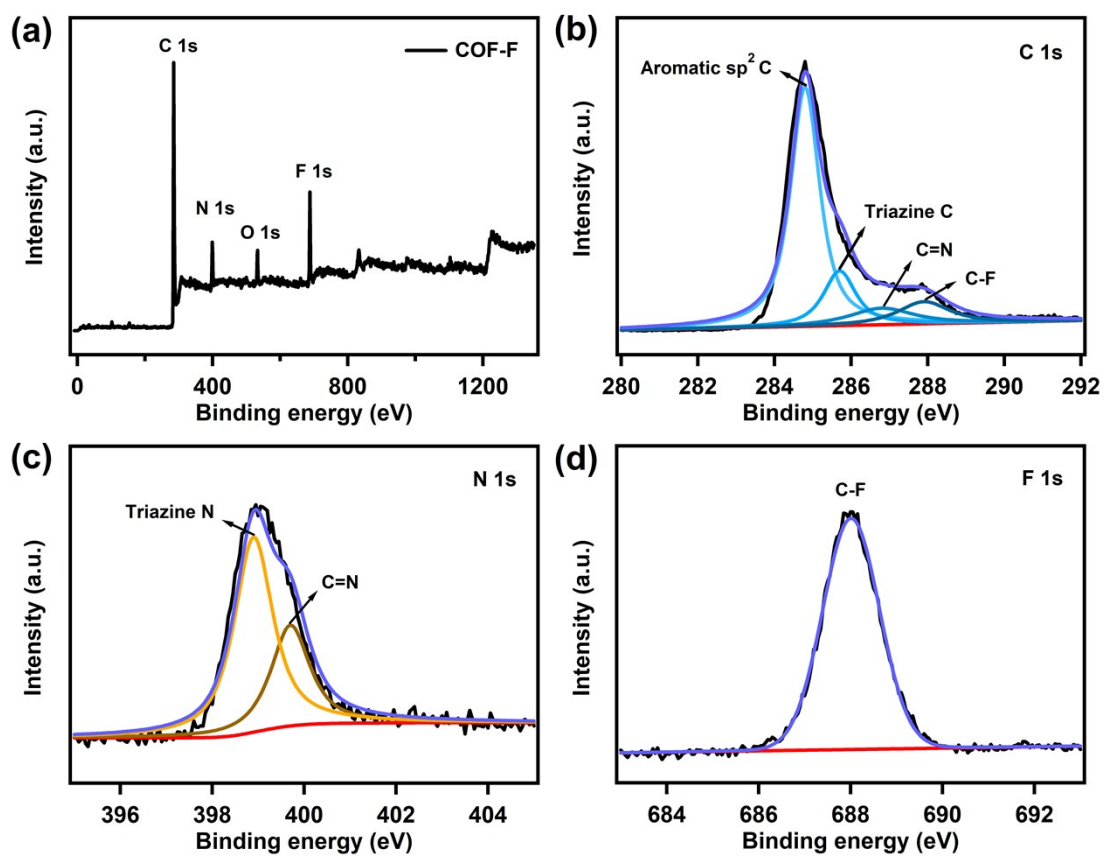 (a)
C 1s
N 1s
O 1s
F 1s
COF-F
Intensity (a.u.)
0 400 800 1200
Binding energy (eV)
(b)
C 1s
Aromatic sp² C
Triazine C
C=N
C-F
Intensity (a.u.)
280 282 284 286 288 290 292
Binding energy (eV)
(c)
N 1s
Triazine N
C=N
Intensity (a.u.)
396 398 400 402 404
Binding energy (eV)
(d)
F 1s
C-F
Intensity (a.u.)
684 686 688 690 692
Binding energy (eV)